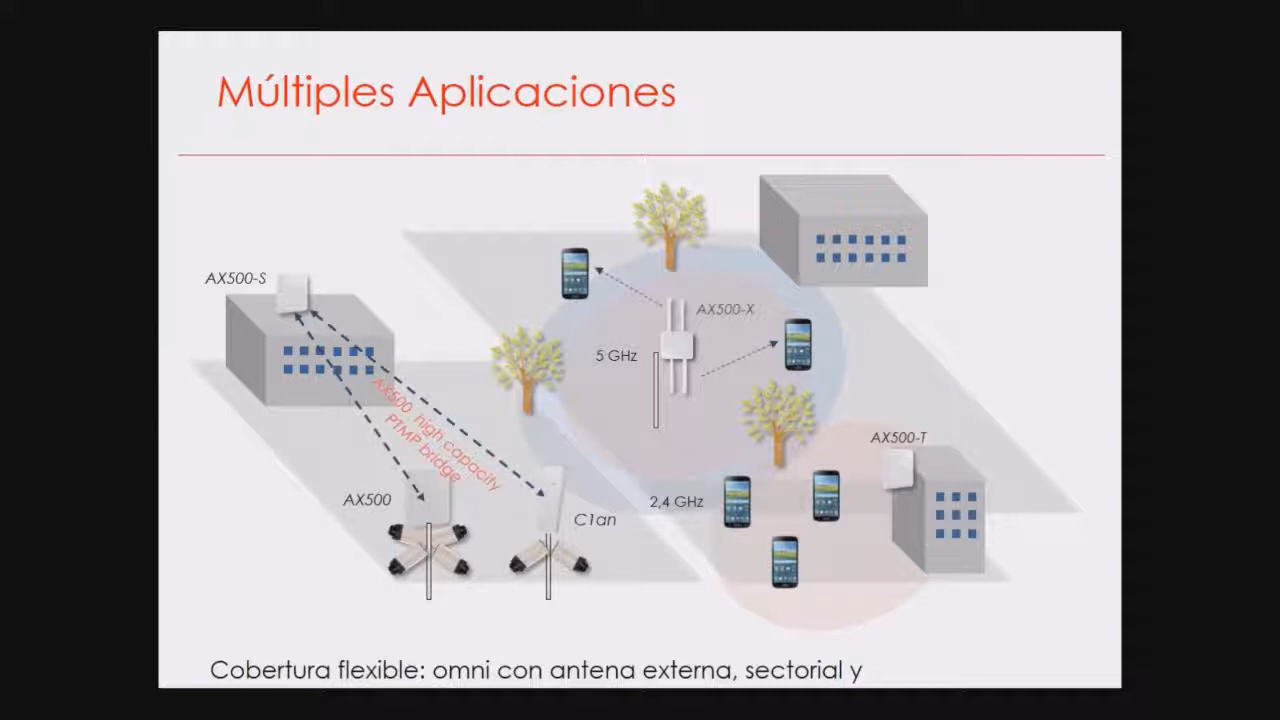 Múltiples Aplicaciones
AX500-S
AX500-X
5 GHz
AX500 high capacity
PTMP bridge
AX500-T
AX500
2,4 GHz
C1an
Cobertura flexible: omni con antena externa, sectorial y